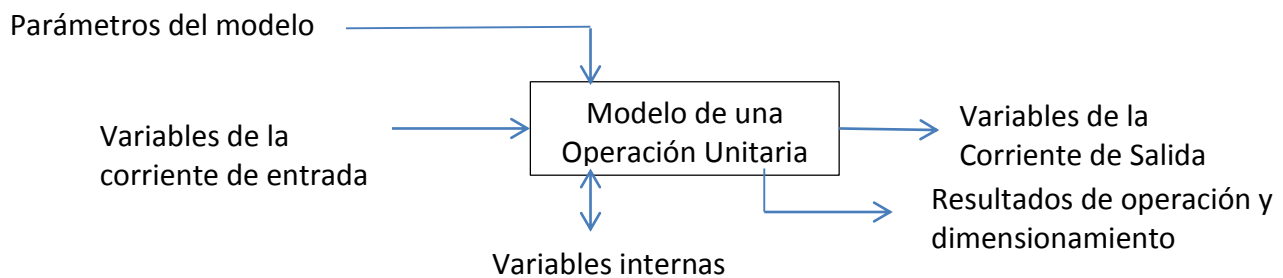 Parámetros del modelo
Variables de la
corriente de entrada
Modelo de una
Operación Unitaria
Variables de la
Corriente de Salida
Resultados de operación y
dimensionamiento
Variables internas